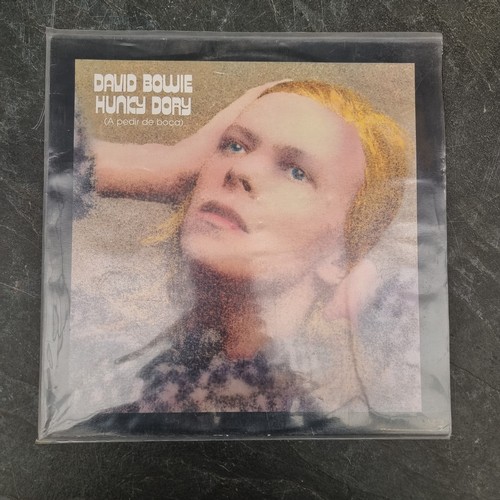 DAVID BOWIE
HUNKY DORY
(A pedir de boca)